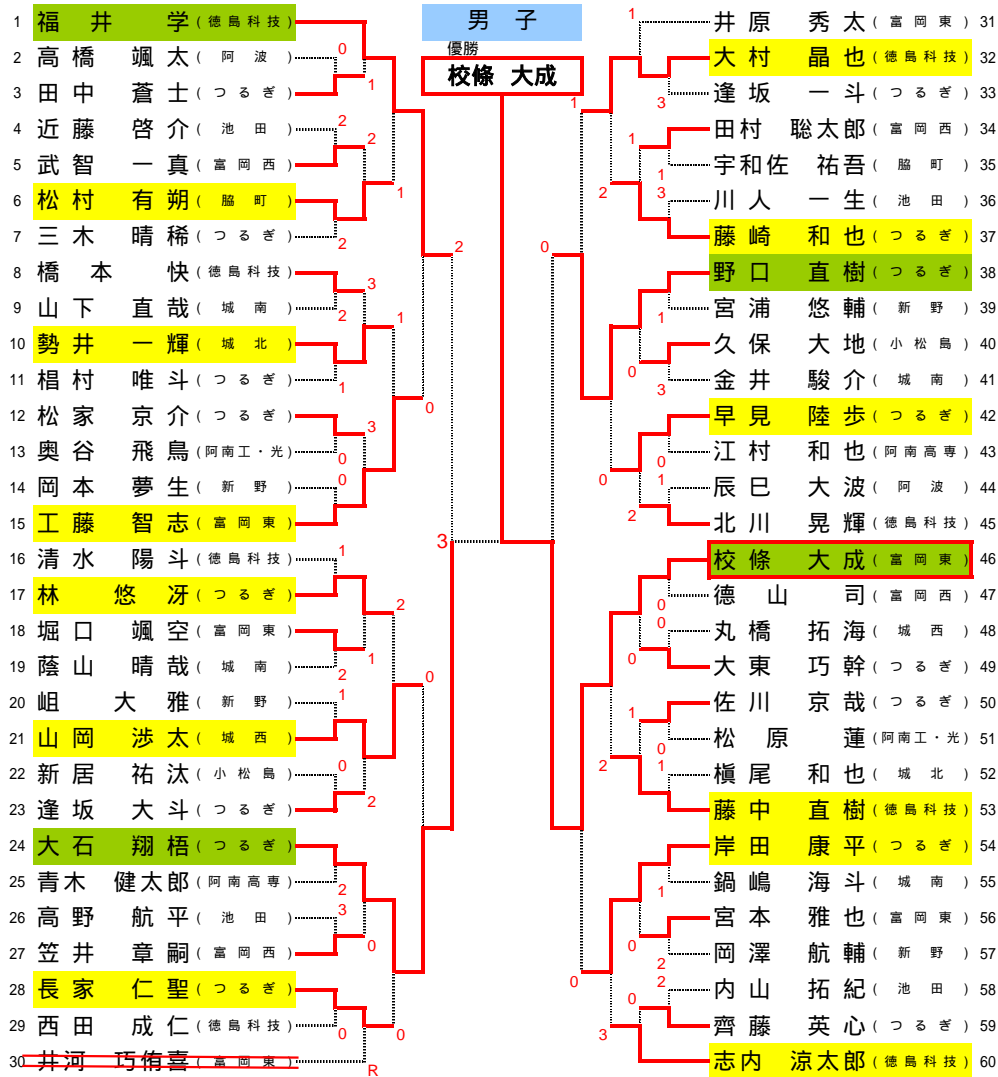 男 子
優勝
校條 大成
1 福井 学 (徳島科技)
2 高橋 颯太 (阿波)
3 田中 蒼士 (つるぎ)
4 近藤 啓介 (池田)
5 武智 一真 (富岡西)
6 松村 有朔 (脇町)
7 三木 晴稀 (つるぎ)
8 橋本 快 (徳島科技)
9 山下 直哉 (城南)
10 勢井 一輝 (城北)
11 椙村 唯斗 (つるぎ)
12 松家 京介 (つるぎ)
13 奥谷 飛鳥 (阿南工・光)
14 岡本 夢生 (新野)
15 工藤 智志 (富岡東)
16 清水 陽斗 (徳島科技)
17 林 悠冴 (つるぎ)
18 堀口 颯空 (富岡東)
19 蔭山 晴哉 (城南)
20 岨 大雅 (新野)
21 山岡 渉太 (城西)
22 新居 祐汰 (小松島)
23 逢坂 大斗 (つるぎ)
24 大石 翔梧 (つるぎ)
25 青木 健太郎 (阿南高専)
26 高野 航平 (池田)
27 笠井 章嗣 (富岡西)
28 長家 仁聖 (つるぎ)
29 西田 成仁 (徳島科技)
30 井河 巧侑喜 (富岡東)
0
1
2
2
1
2
2
3
2
1
1
0
3
0
0
1
2
1
2
1
0
0
2
2
3
0
0
0
R
3
井原 秀太 (富岡東) 31
大村 晶也 (徳島科技) 32
逢坂 一斗 (つるぎ) 33
田村 聡太郎 (富岡西) 34
宇和佐 祐吾 (脇町) 35
川人 一生 (池田) 36
藤崎 和也 (つるぎ) 37
野口 直樹 (つるぎ) 38
宮浦 悠輔 (新野) 39
久保 大地 (小松島) 40
金井 駿介 (城南) 41
早見 陸歩 (つるぎ) 42
江村 和也 (阿南高専) 43
辰巳 大波 (阿波) 44
北川 晃輝 (徳島科技) 45
校條 大成 (富岡東) 46
德山 司 (富岡西) 47
丸橋 拓海 (城西) 48
大東 巧幹 (つるぎ) 49
佐川 京哉 (つるぎ) 50
松原 蓮 (阿南工・光) 51
槇尾 和也 (城北) 52
藤中 直樹 (徳島科技) 53
岸田 康平 (つるぎ) 54
鍋嶋 海斗 (城南) 55
宮本 雅也 (富岡東) 56
岡澤 航輔 (新野) 57
内山 拓紀 (池田) 58
齊藤 英心 (つるぎ) 59
志内 涼太郎 (徳島科技) 60
1
1
3
1
1
2
3
0
1
0
3
0
0
1
2
0
0
0
1
0
2
1
1
0
2
0
2
0
3